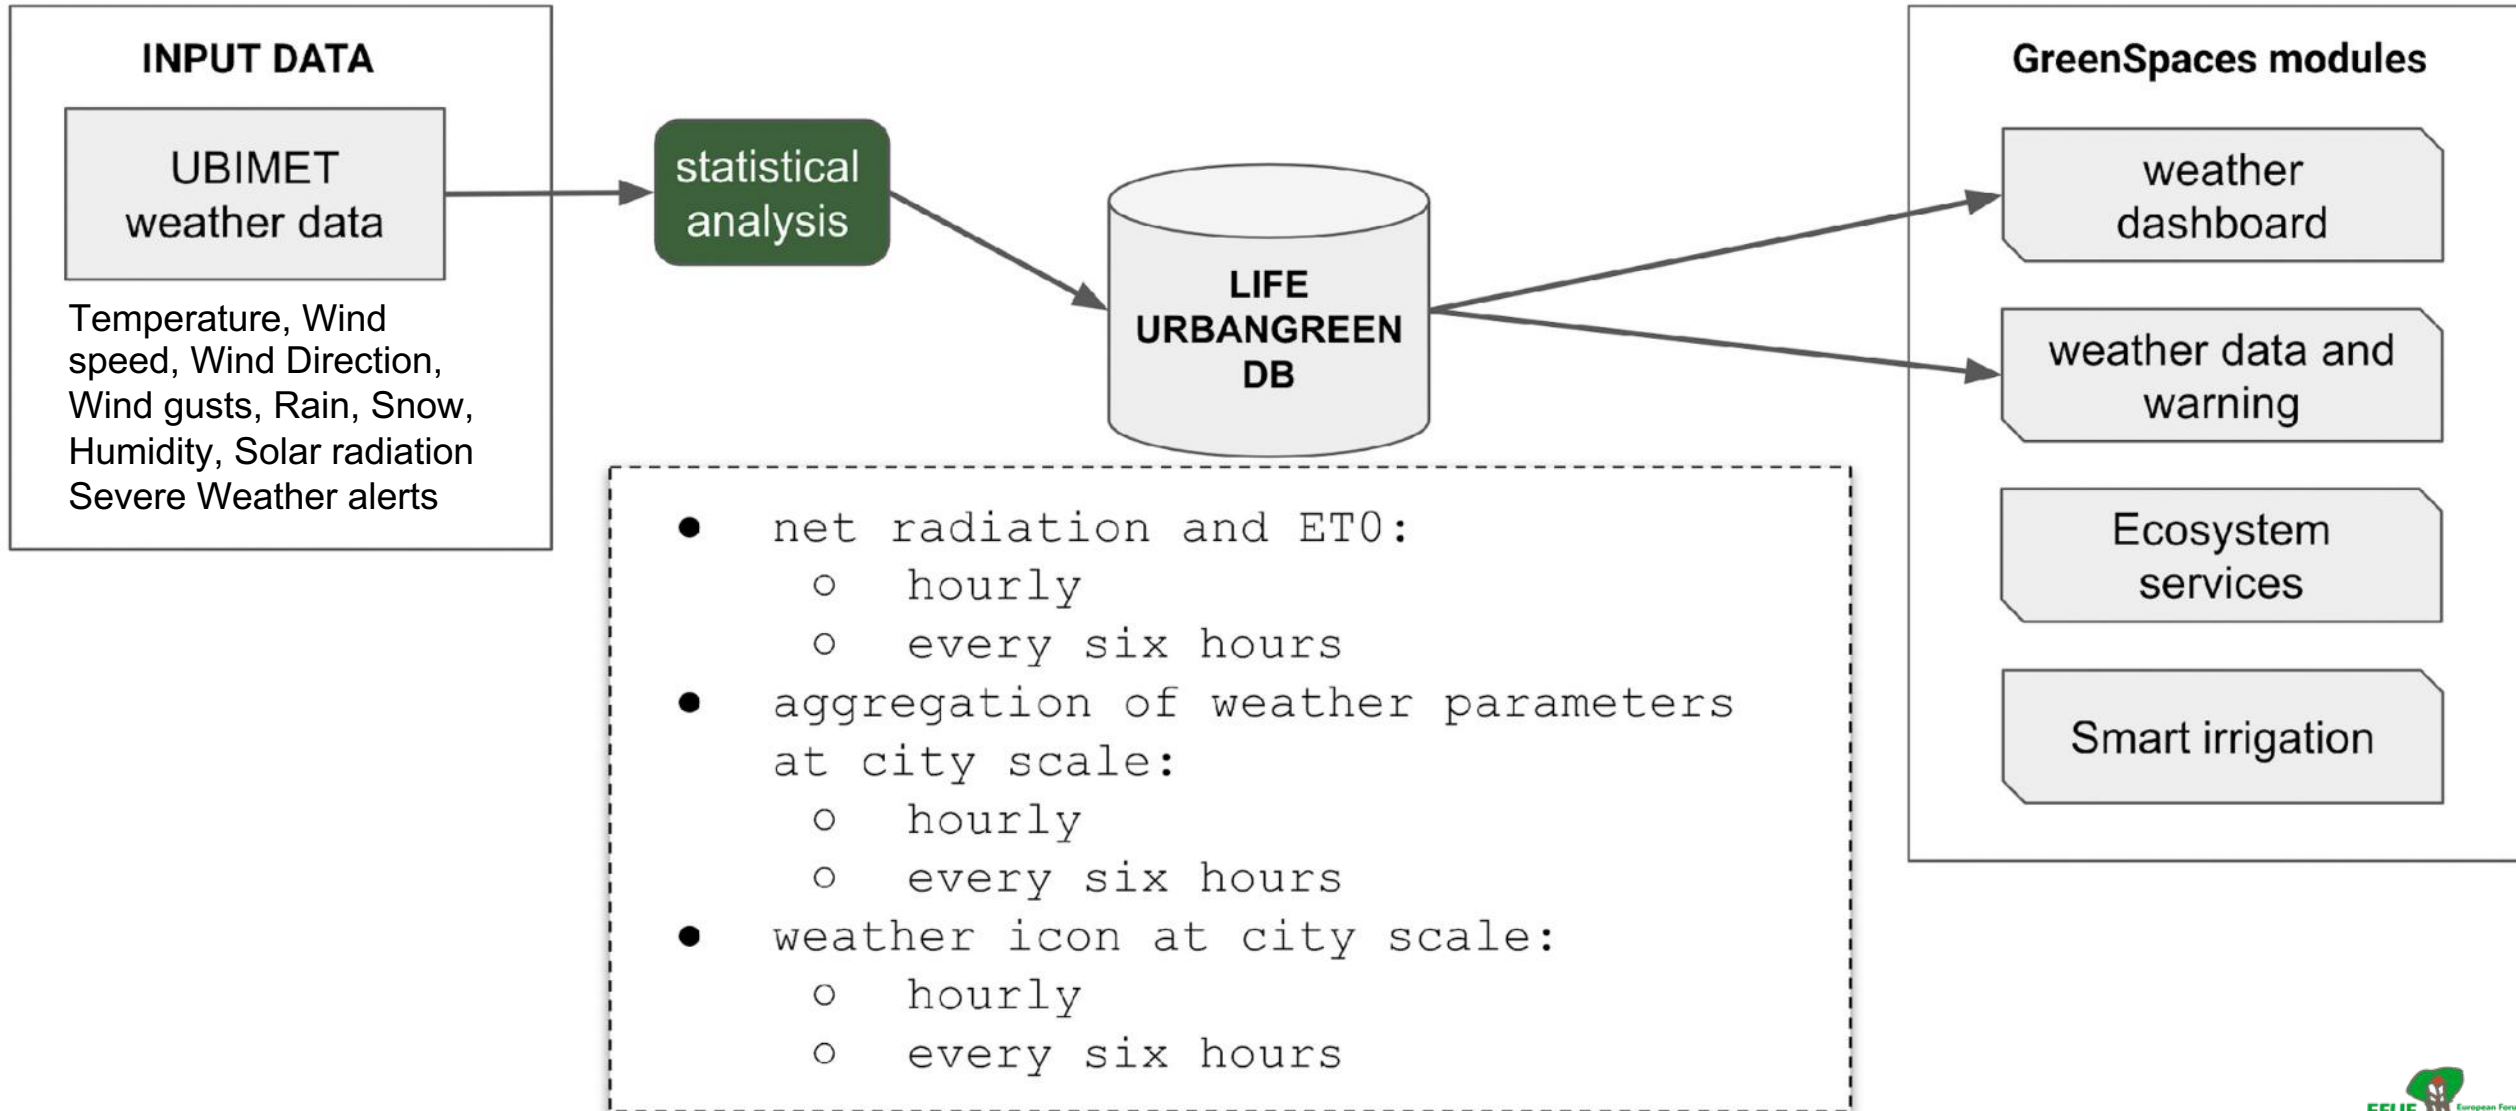 INPUT DATA
UBIMET
weather data
Temperature, Wind
speed, Wind Direction,
Wind gusts, Rain, Snow,
Humidity, Solar radiation
Severe Weather alerts
statistical
analysis
LIFE
URBANGREEN
DB
● net radiation and ET0:
○ hourly
○ every six hours
● aggregation of weather parameters
at city scale:
○ hourly
○ every six hours
● weather icon at city scale:
○ hourly
○ every six hours
GreenSpaces modules
weather
dashboard
weather data and
warning
Ecosystem
services
Smart irrigation
European